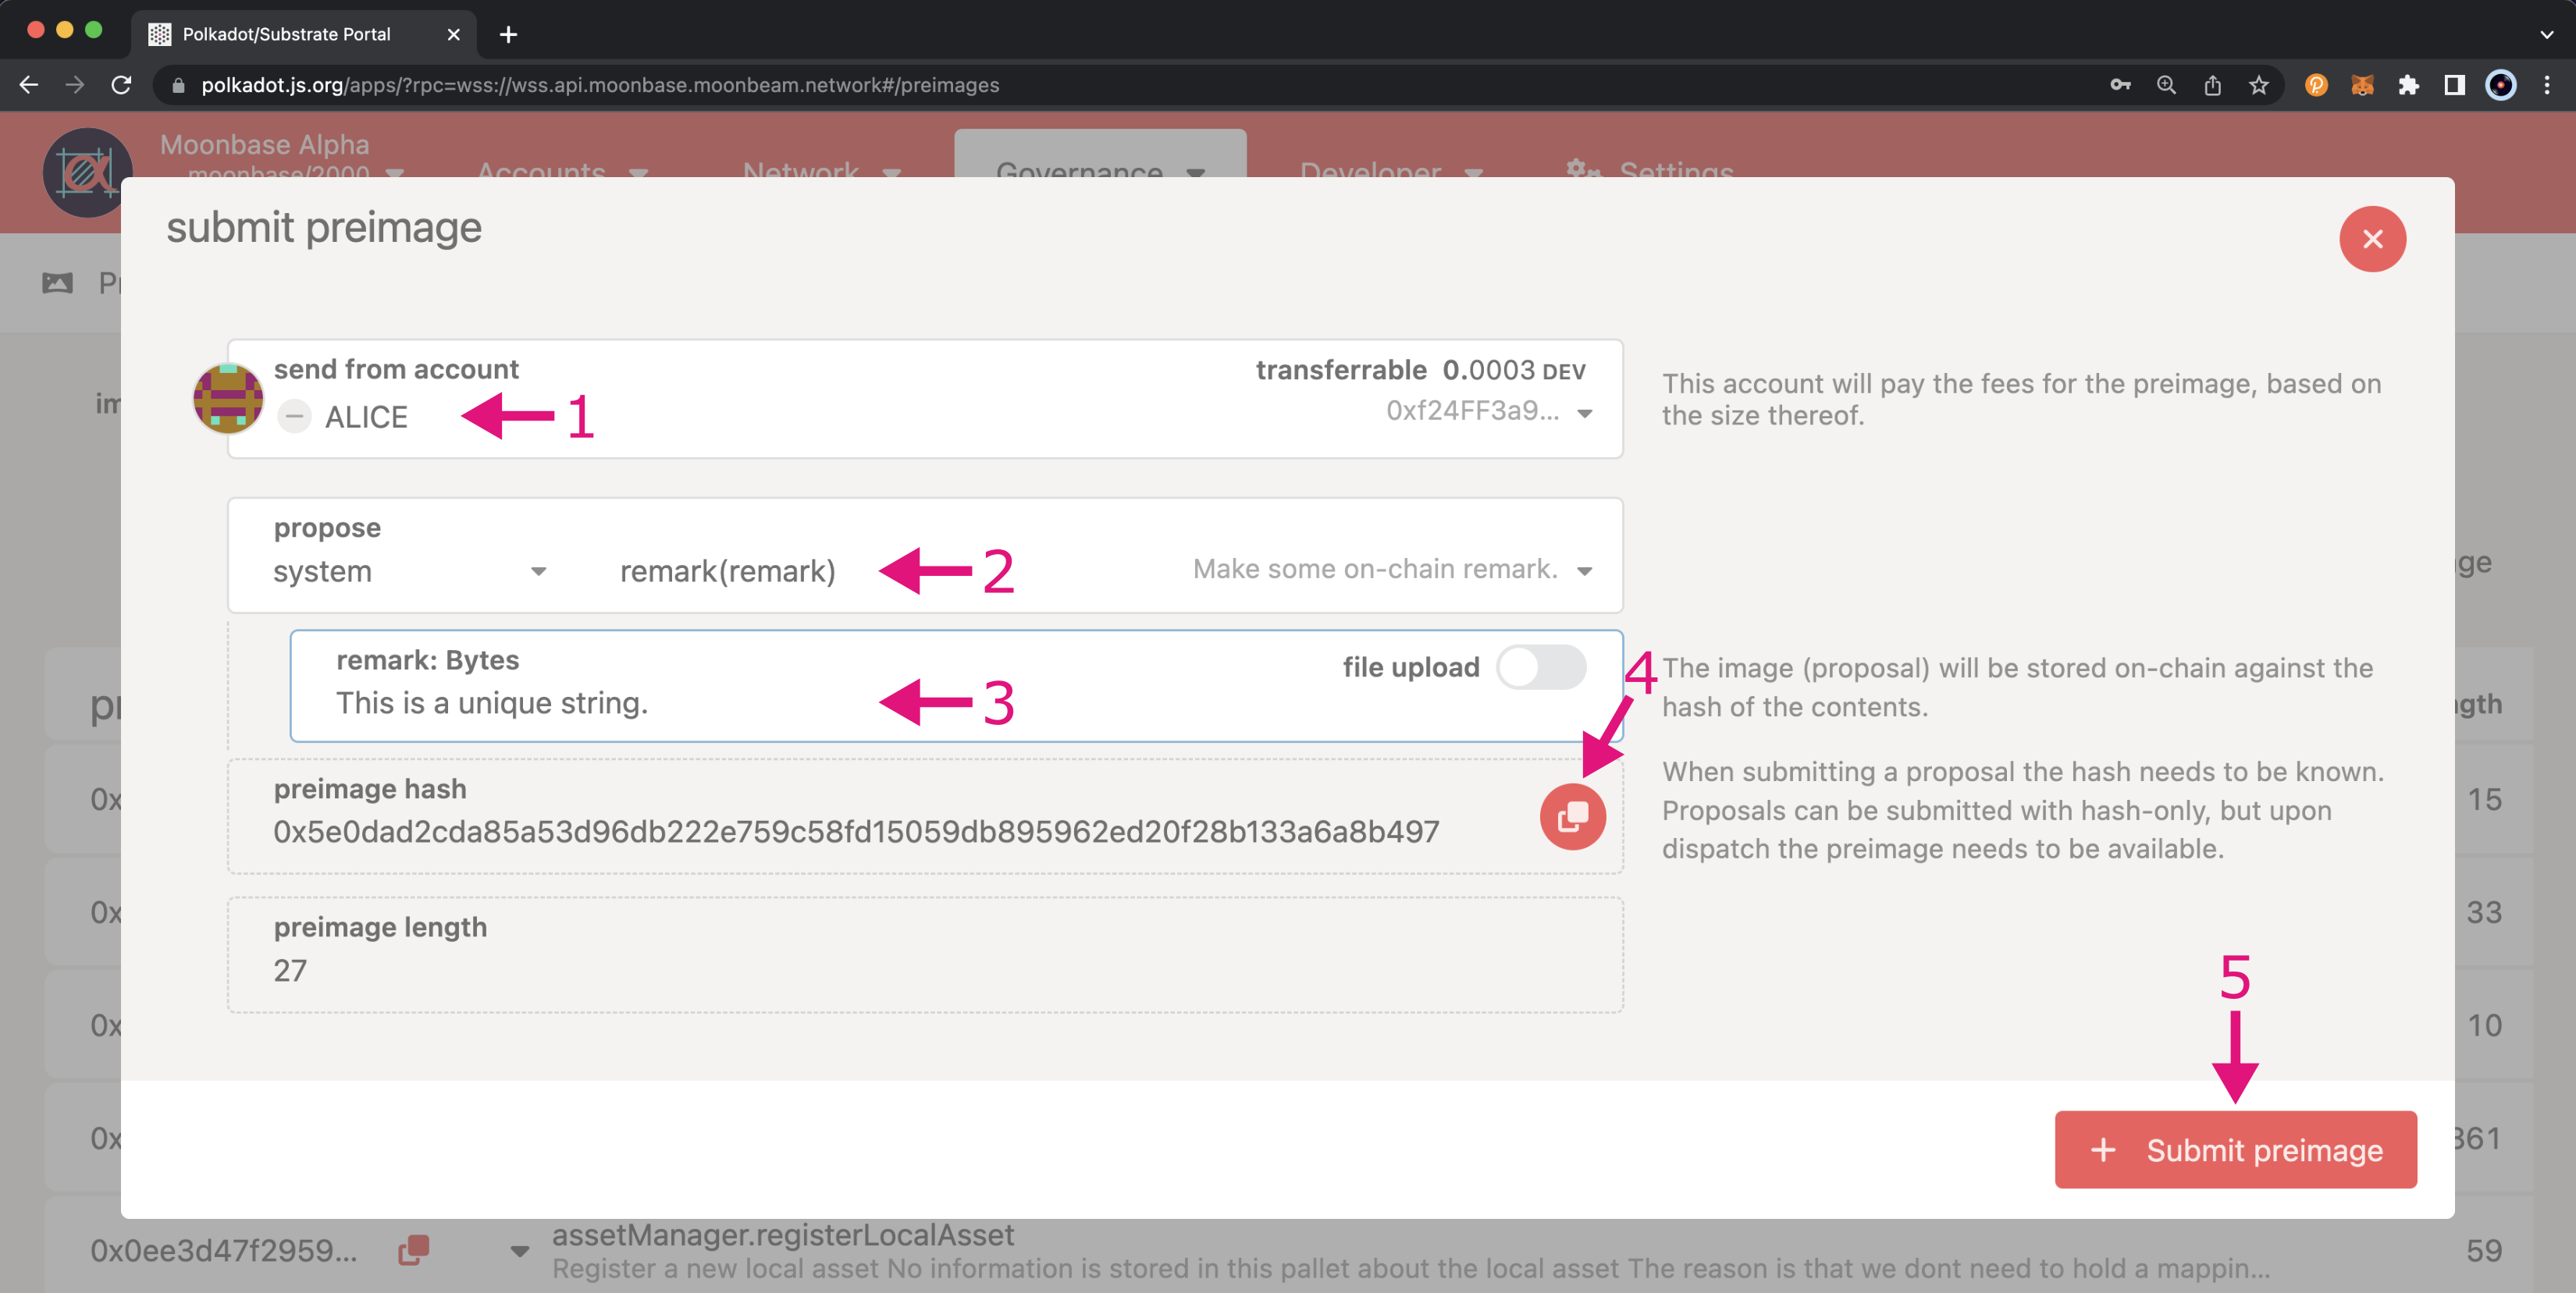 Polkadot/Substrate Portal
polkadot.js.org/apps/?rpc=wss://wss.api.moonbase.moonbeam.network#/preimages
Moonbase Alpha
moonbase/2000
Accounts
Network
Governance
Developer
Settings
submit preimage
send from account
transferrable 0.0003 DEV
ALICE
1
0xf24FF3a9...
This account will pay the fees for the preimage, based on
the size thereof.
propose
system
remark(remark)
2
Make some on-chain remark.
remark: Bytes
file upload
This is a unique string.
3
4
The image (proposal) will be stored on-chain against the
hash of the contents.
preimage hash
0x5e0dad2cda85a53d96db222e759c58fd15059db895962ed20f28b133a6a8b497
When submitting a proposal the hash needs to be known.
Proposals can be submitted with hash-only, but upon
dispatch the preimage needs to be available.
15
33
preimage length
27
10
5
Submit preimage
0x0ee3d47f2959...
assetManager.registerLocalAsset
Register a new local asset No information is stored in this pallet about the local asset The reason is that we dont need to hold a mappin...
59